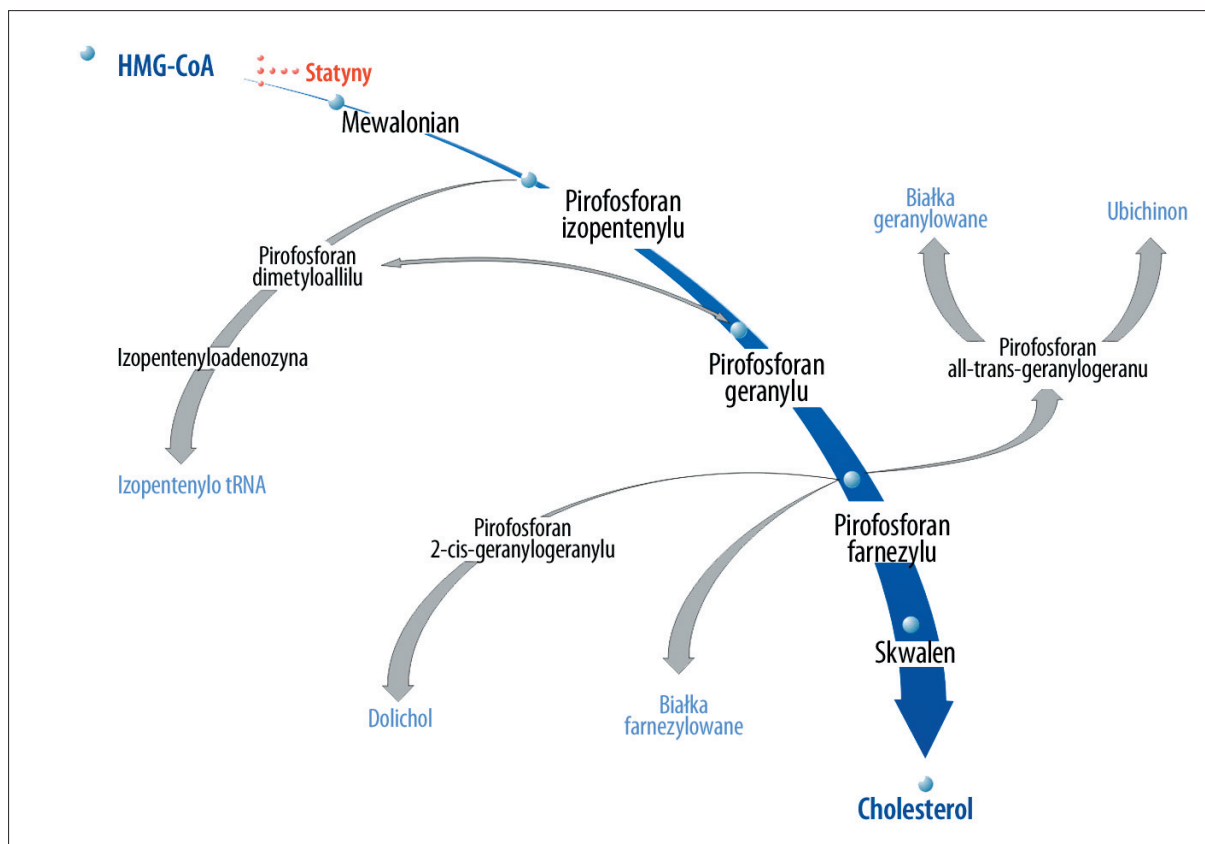 HMG-CoA
Statyny
Mewalonian
Pirofosforan
izopentenylu
Białka
geranylowane
Ubichinon
Pirofosforan
dimetyloallilu
Izopentenyloadenozyna
Pirofosforan
geranylu
Pirofosforan
all-trans-geranylogeranu
Izopentenylo tRNA
Pirofosforan
2-cis-geranylogeranylu
Pirofosforan
farnezylu
Skwalen
Dolichol
Białka
farnezylowane
Cholesterol